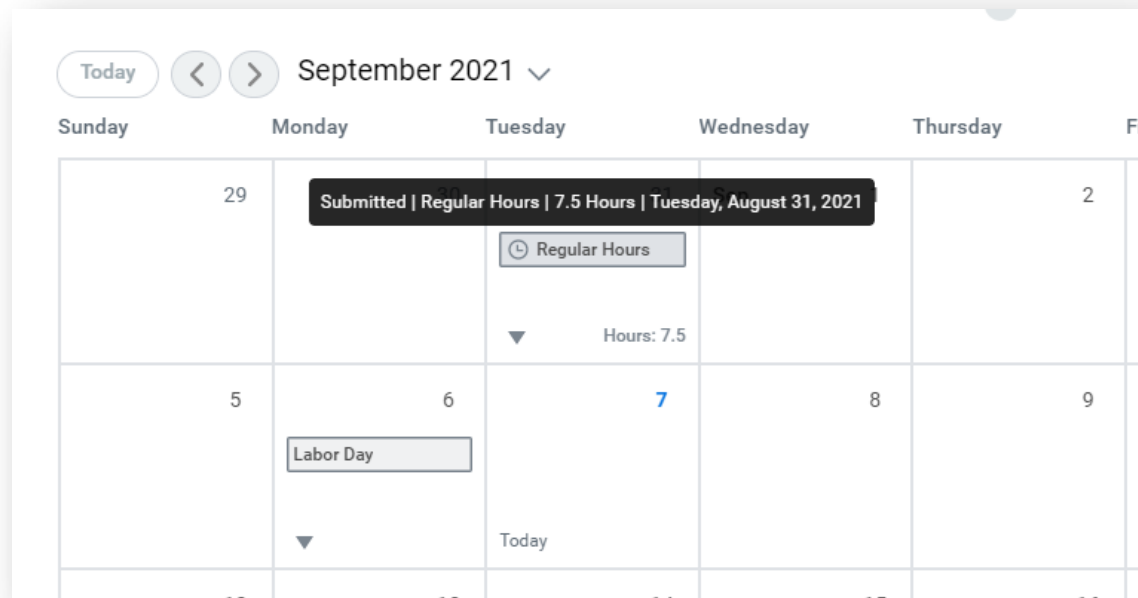 Today
September 2021
Sunday Monday Tuesday Wednesday Thursday
29 2
Submitted | Regular Hours | 7.5 Hours | Tuesday, August 31, 2021
Regular Hours
Hours: 7.5
5 6 7 8 9
Labor Day
Today